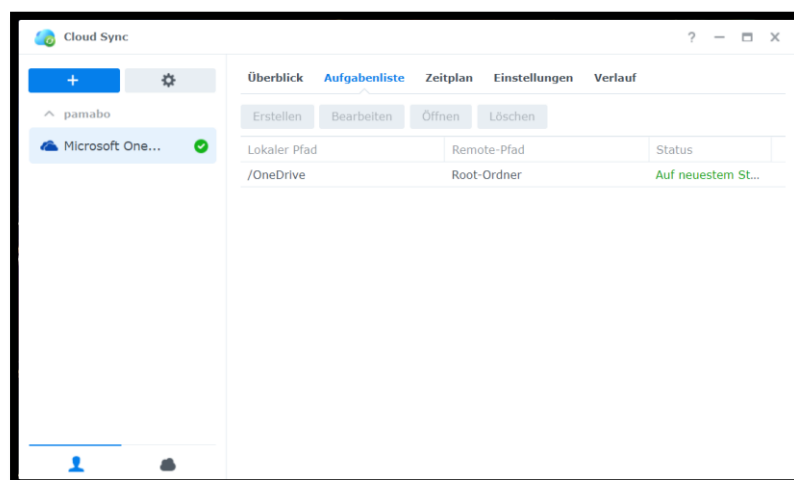 Cloud Sync
?
+
Überblick Aufgabenliste Zeitplan Einstellungen Verlauf
pamabo
Erstellen Bearbeiten Öffnen Löschen
Microsoft One...
Lokaler Pfad Remote-Pfad Status
/OneDrive Root-Ordner Auf neuestem St...